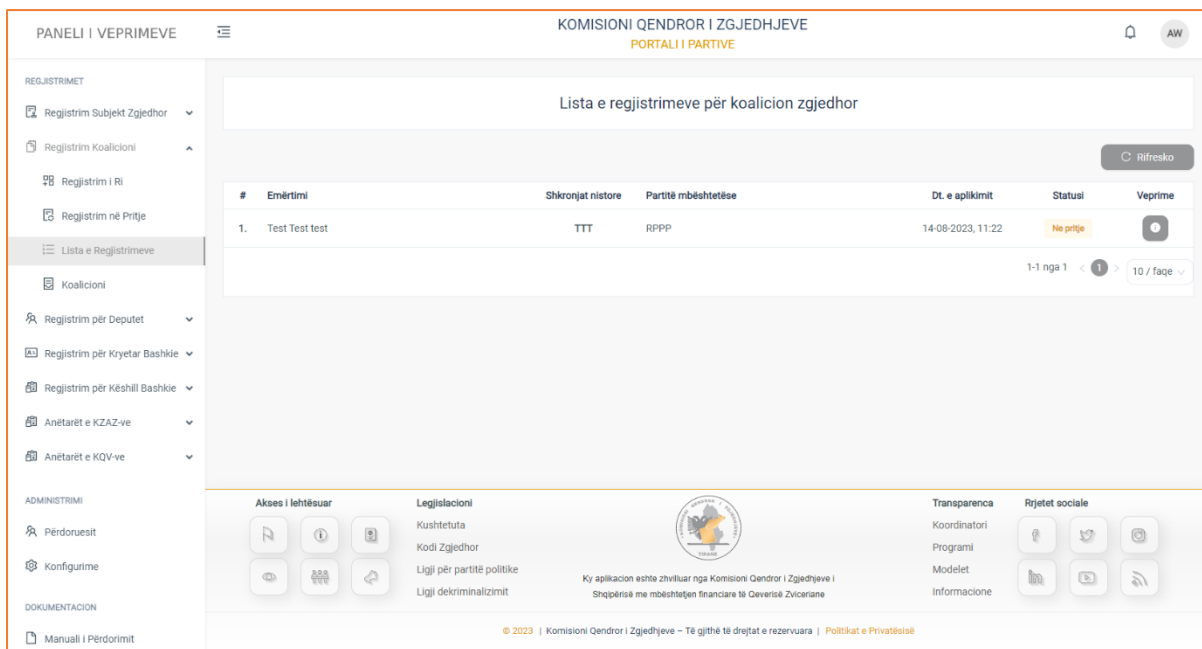 PANELI I VEPRIMEVE
KOMISIONI QENDROR I ZGJEDHJEVE
PORTALI I PARTIVE
AW
REGJISTRIMET
Regjistrim Subjekt Zgjedhor
Regjistrim Koalicioni
Regjistrim i Ri
Regjistrim në Pritje
Lista e Regjistrimeve
Koalicioni
Regjistrim për Deputet
Regjistrim për Kryetar Bashkie
Regjistrim për Këshill Bashkie
Anëtarët e KZAZ-ve
Anëtarët e KQV-ve
ADMINISTRIMI
Përdoruesit
Konfigurime
DOKUMENTACION
Manuali i Përdorimit
Lista e regjistrimeve për koalicion zgjedhor
Rifresko
# Emërtimi Shkronjat nistore Partitë mbështetëse Dt. e aplikimit Statusi Veprime
1. Test Test test TTT RPPP 14-08-2023, 11:22 Ne pritje
1-1 nga 1 < 1 > 10 / faqe
Akses i lehtësuar
Legjislacioni
Kushtetuta
Kodi Zgjedhor
Ligji për partitë politike
Ligji dekriminalizimit
Ky aplikacion eshte zhvilluar nga Komisioni Qendror i Zgjedhjeve i
Shqipërisë me mbështetjen financiare të Qeverisë Zviceriane
Transparenca
Koordinatori
Programi
Modelet
Informacione
Rrjetet sociale
© 2023 | Komisioni Qendror i Zgjedhjeve – Të gjithë të drejtat e rezervuara | Politikat e Privatësisë